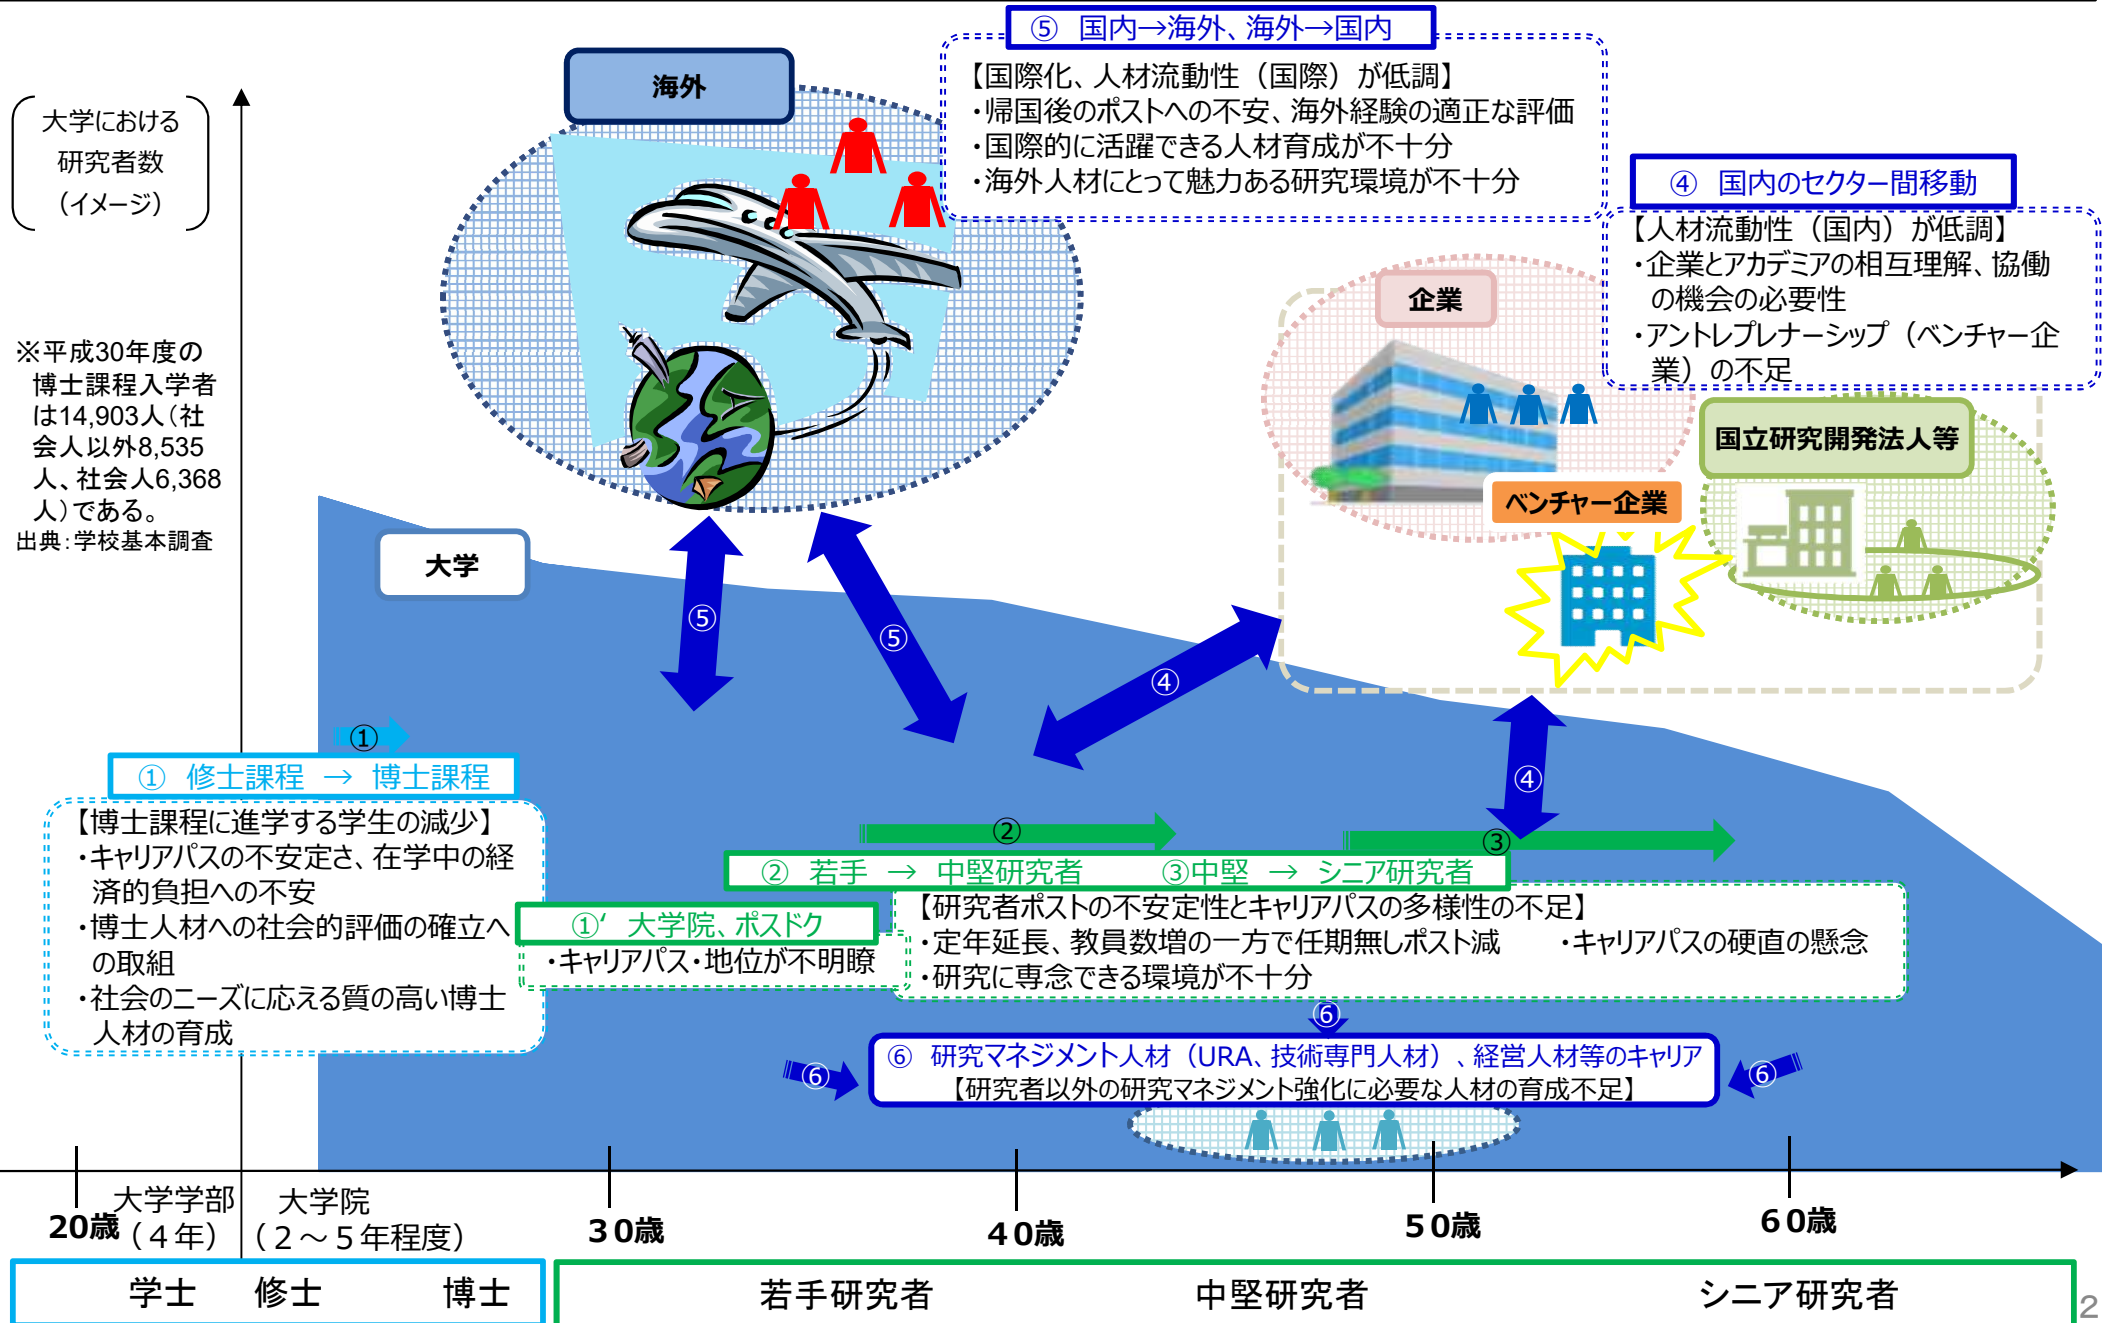 ⑤ 国内→海外、海外→国内
【国際化、人材流動性（国際）が低調】
・帰国後のポストへの不安、海外経験の適正な評価
・国際的に活躍できる人材育成が不十分
・海外人材にとって魅力ある研究環境が不十分
海外
大学における
研究者数
（イメージ）
④ 国内のセクター間移動
【人材流動性（国内）が低調】
・企業とアカデミアの相互理解、協働
の機会の必要性
・アントレプレナーシップ（ベンチャー企
業）の不足
企業
※平成30年度の
博士課程入学者
は14,903人（社
会人以外8,535
人、社会人6,368
人）である。
出典：学校基本調査
国立研究開発法人等
ベンチャー企業
大学
⑤
⑤
④
④
①
① 修士課程 → 博士課程
【博士課程に進学する学生の減少】
・キャリアパスの不安定さ、在学中の経
済的負担への不安
・博士人材への社会的評価の確立へ
の取組
・社会のニーズに応える質の高い博士
人材の育成
②
③
② 若手 → 中堅研究者 ③中堅 → シニア研究者
①′ 大学院、ポスドク
・キャリアパス・地位が不明瞭
【研究者ポストの不安定性とキャリアパスの多様性の不足】
・定年延長、教員数増の一方で任期無しポスト減 ・キャリアパスの硬直の懸念
・研究に専念できる環境が不十分
⑥
⑥ 研究マネジメント人材（URA、技術専門人材）、経営人材等のキャリア
【研究者以外の研究マネジメント強化に必要な人材の育成不足】
⑥
⑥
20歳
大学学部
（４年）
大学院
（２～５年程度）
３０歳
４０歳
５０歳
６０歳
学士 修士 博士
若手研究者 中堅研究者 シニア研究者
2